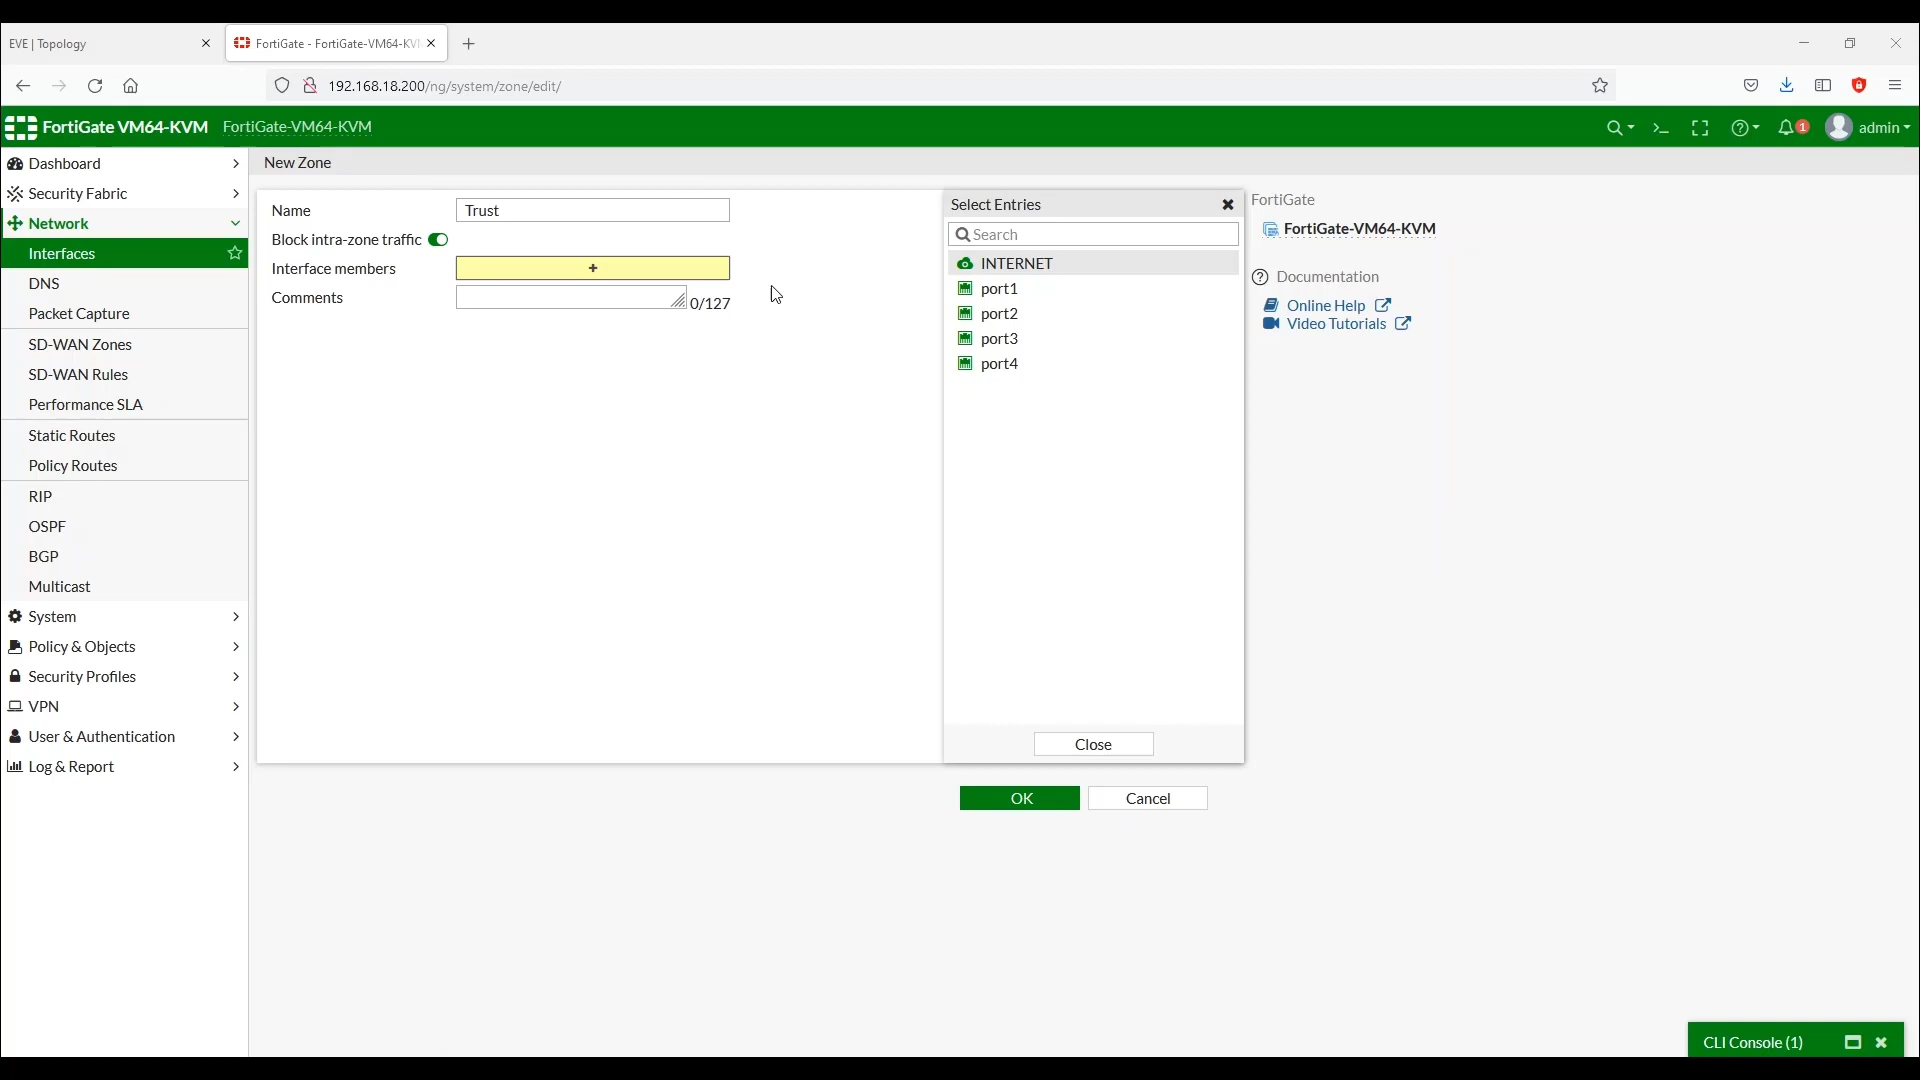 EVE | Topology
FortiGate - FortiGate-VM64-KV
192.168.18.200/ng/system/zone/edit/
FortiGate VM64-KVM
FortiGate-VM64-KVM
1
admin
Dashboard
Security Fabric
Network
Interfaces
DNS
Packet Capture
SD-WAN Zones
SD-WAN Rules
Performance SLA
Static Routes
Policy Routes
RIP
OSPF
BGP
Multicast
System
Policy & Objects
Security Profiles
VPN
User & Authentication
Log & Report
New Zone
Name
Trust
Block intra-zone traffic
Interface members
+
Comments
0/127
Select Entries
Search
INTERNET
port1
port2
port3
port4
Close
OK
Cancel
FortiGate
FortiGate-VM64-KVM
Documentation
Online Help
Video Tutorials
CLI Console (1)